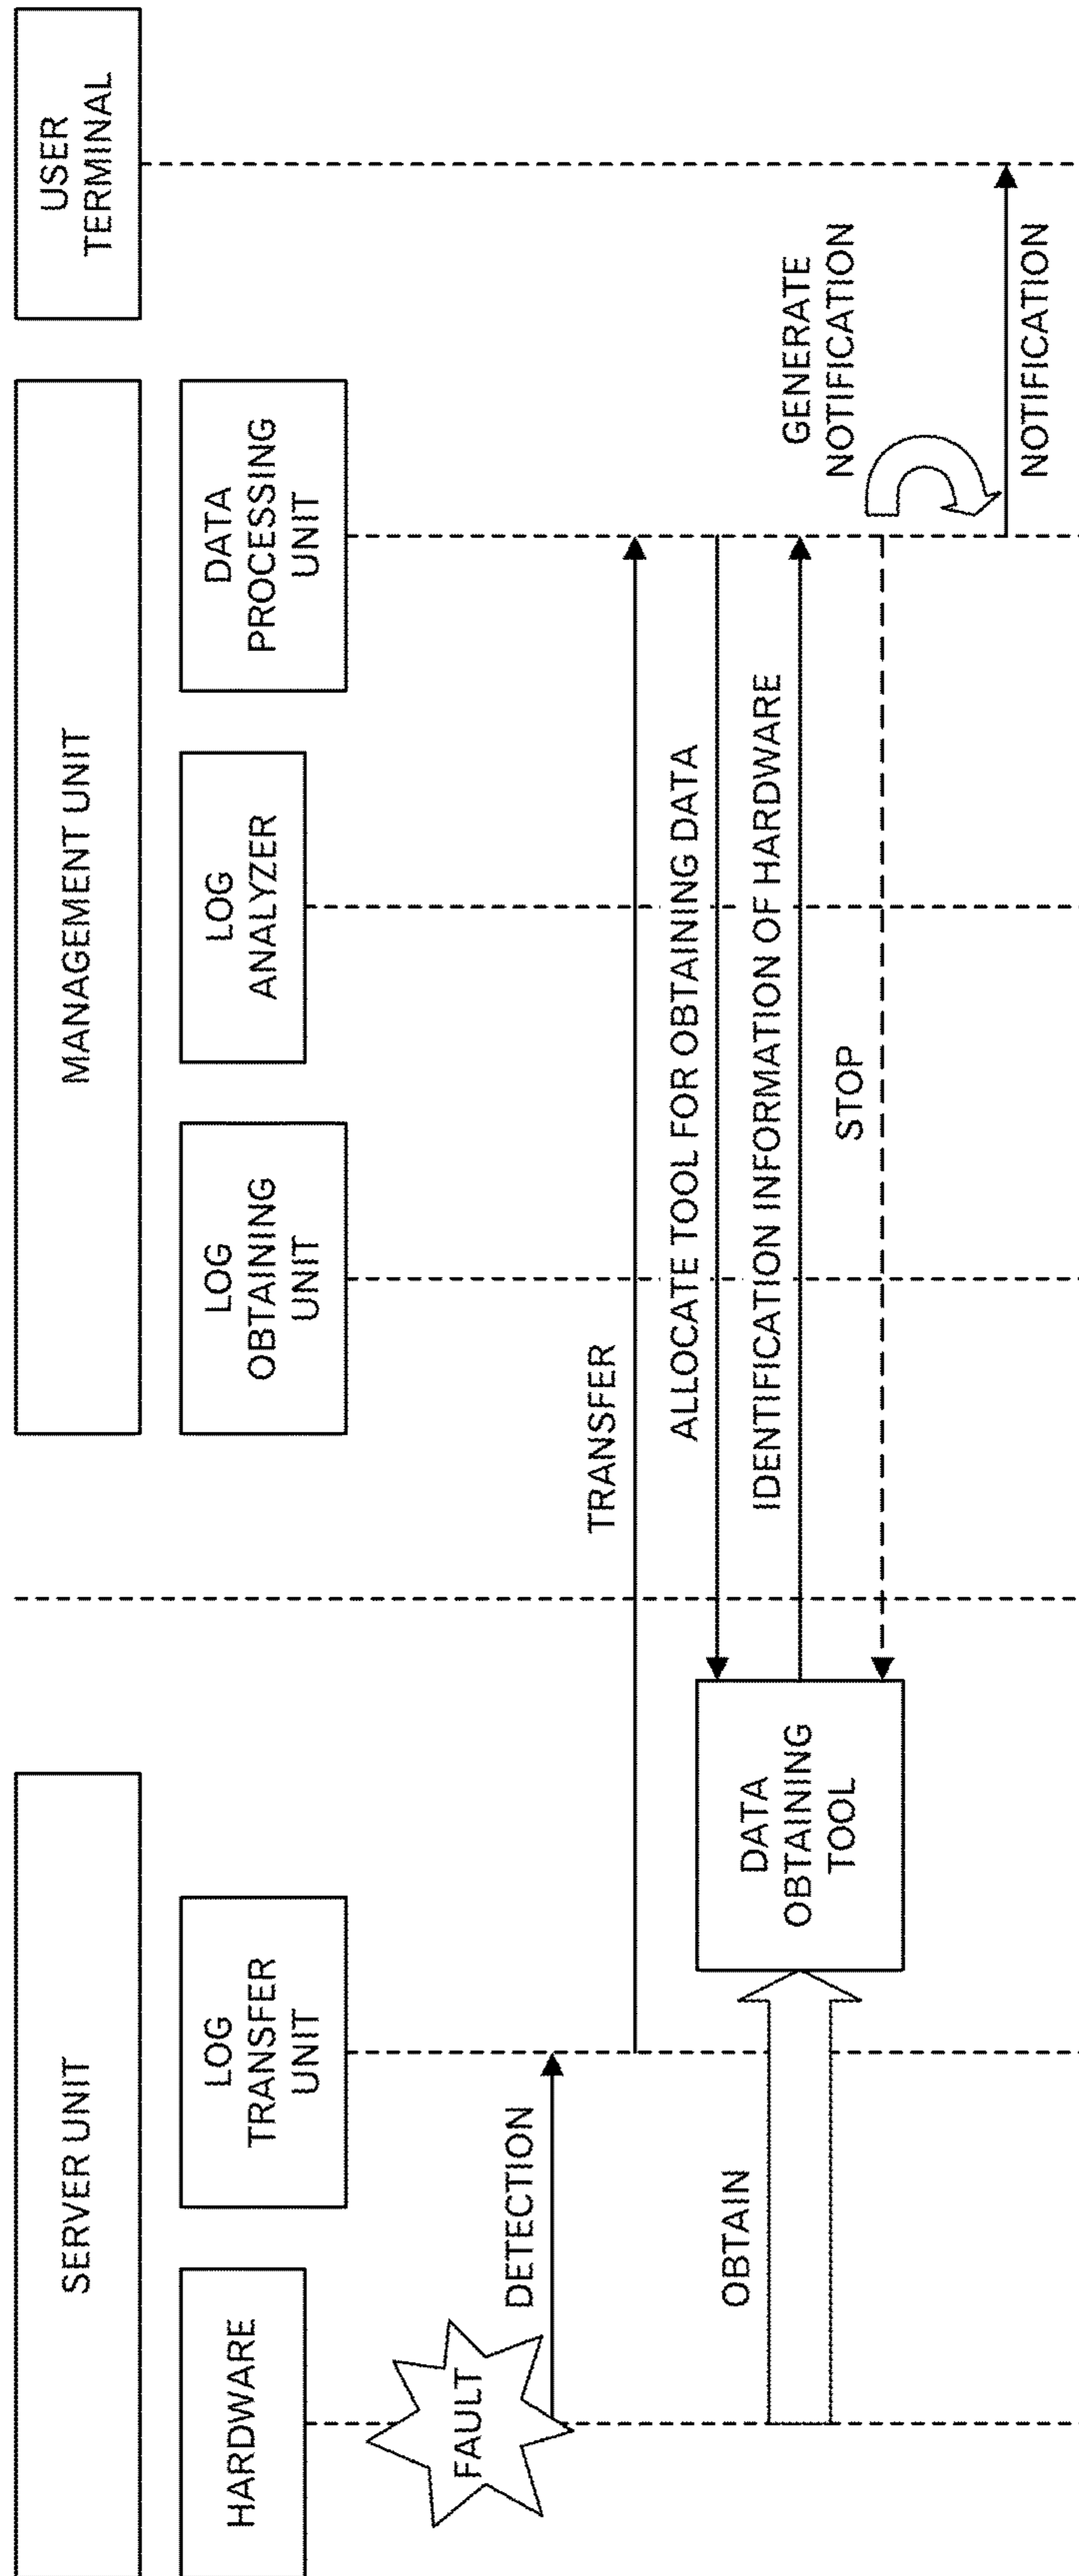 SERVER UNIT
MANAGEMENT UNIT
USER
TERMINAL
HARDWARE
LOG
TRANSFER
UNIT
LOG
OBTAINING
UNIT
LOG
ANALYZER
DATA
PROCESSING
UNIT
FAULT
DETECTION
TRANSFER
ALLOCATE TOOL FOR OBTAINING DATA
OBTAIN
DATA
OBTAINING
TOOL
IDENTIFICATION INFORMATION OF HARDWARE
STOP
GENERATE
NOTIFICATION
NOTIFICATION